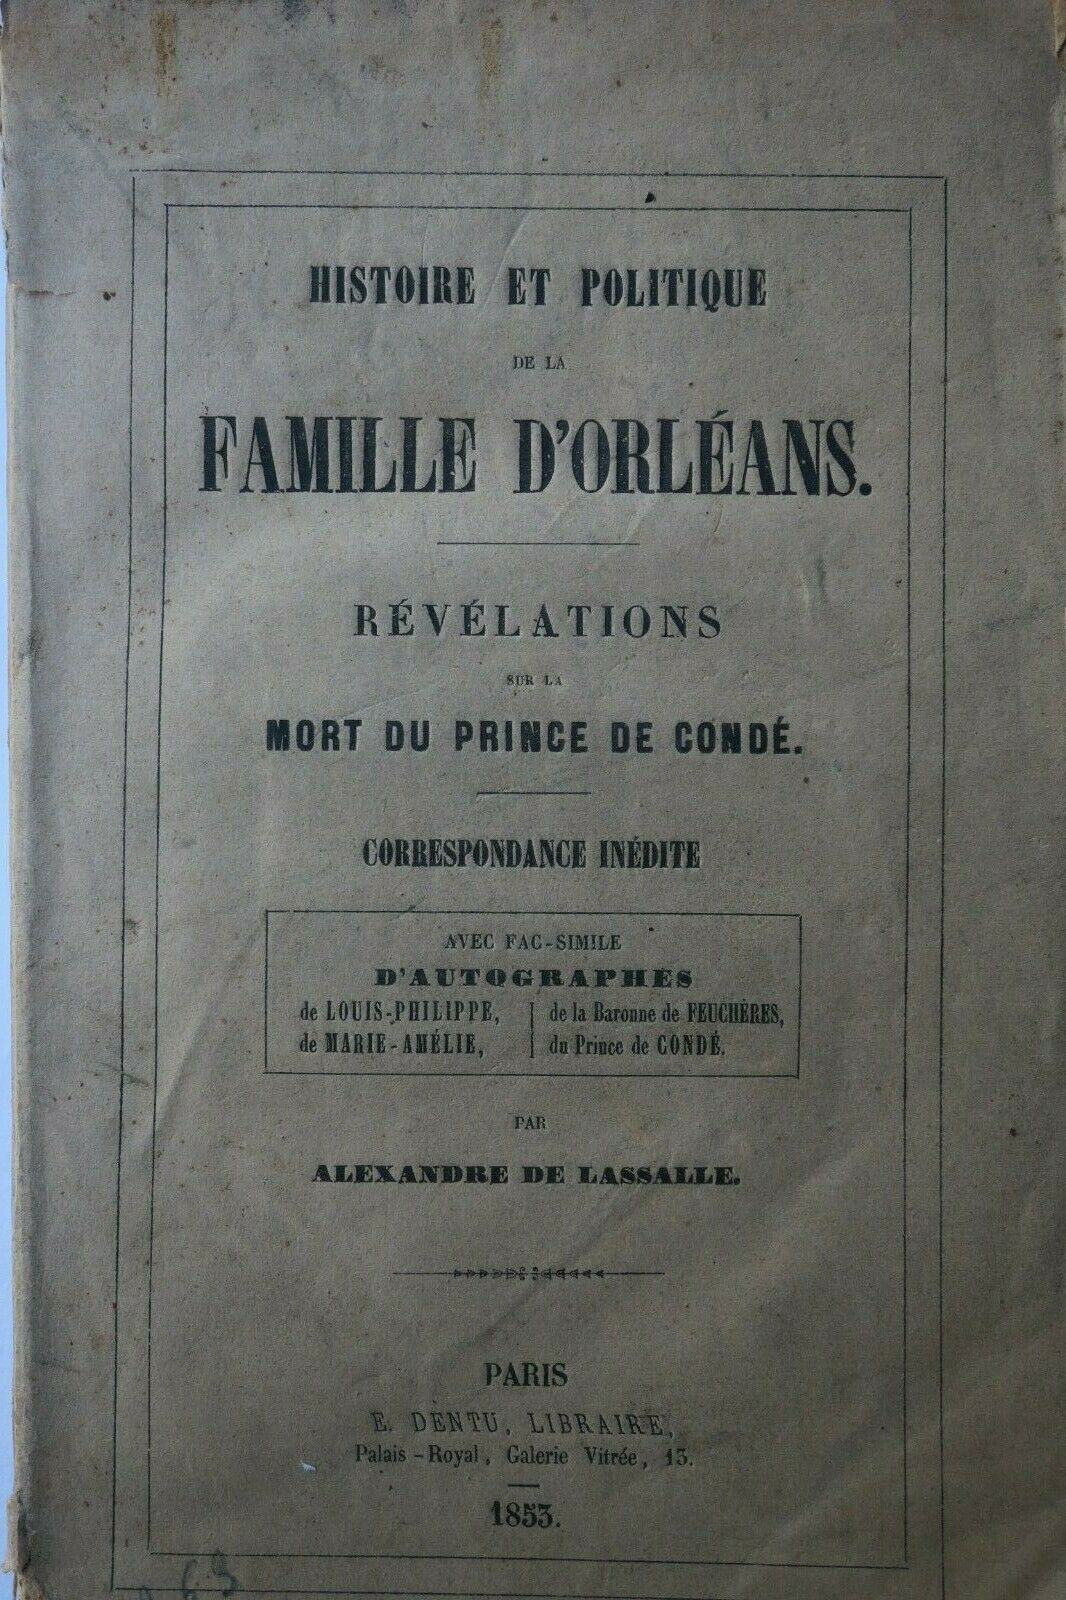 HISTOIRE ET POLITIQUE
DE LA
FAMILLE D'ORLÉANS.
RÉVÉLATIONS
SUR LA
MORT DU PRINCE DE CONDÉ.
CORRESPONDANCE INÉDITE
AVEC FAC-SIMILE
D'AUTOGRAPHES
de LOUIS-PHILIPPE,
de MARIE-AMÉLIE,
de la Baronne de FEUCHÈRES,
du Prince de CONDÉ.
PAR
ALEXANDRE DE LASSALLE.
PARIS
E. DENTU, LIBRAIRE,
Palais-Royal, Galerie Vitrée, 13.
1853.